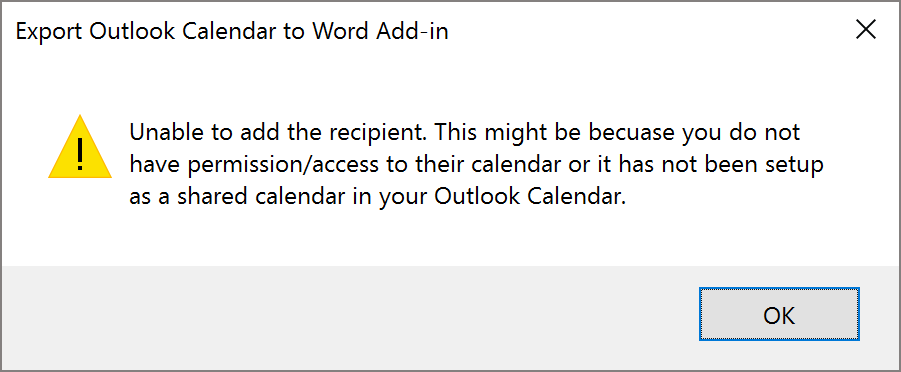 Export Outlook Calendar to Word Add-in
Unable to add the recipient. This might be becuase you do not
have permission/access to their calendar or it has not been setup
as a shared calendar in your Outlook Calendar.
OK